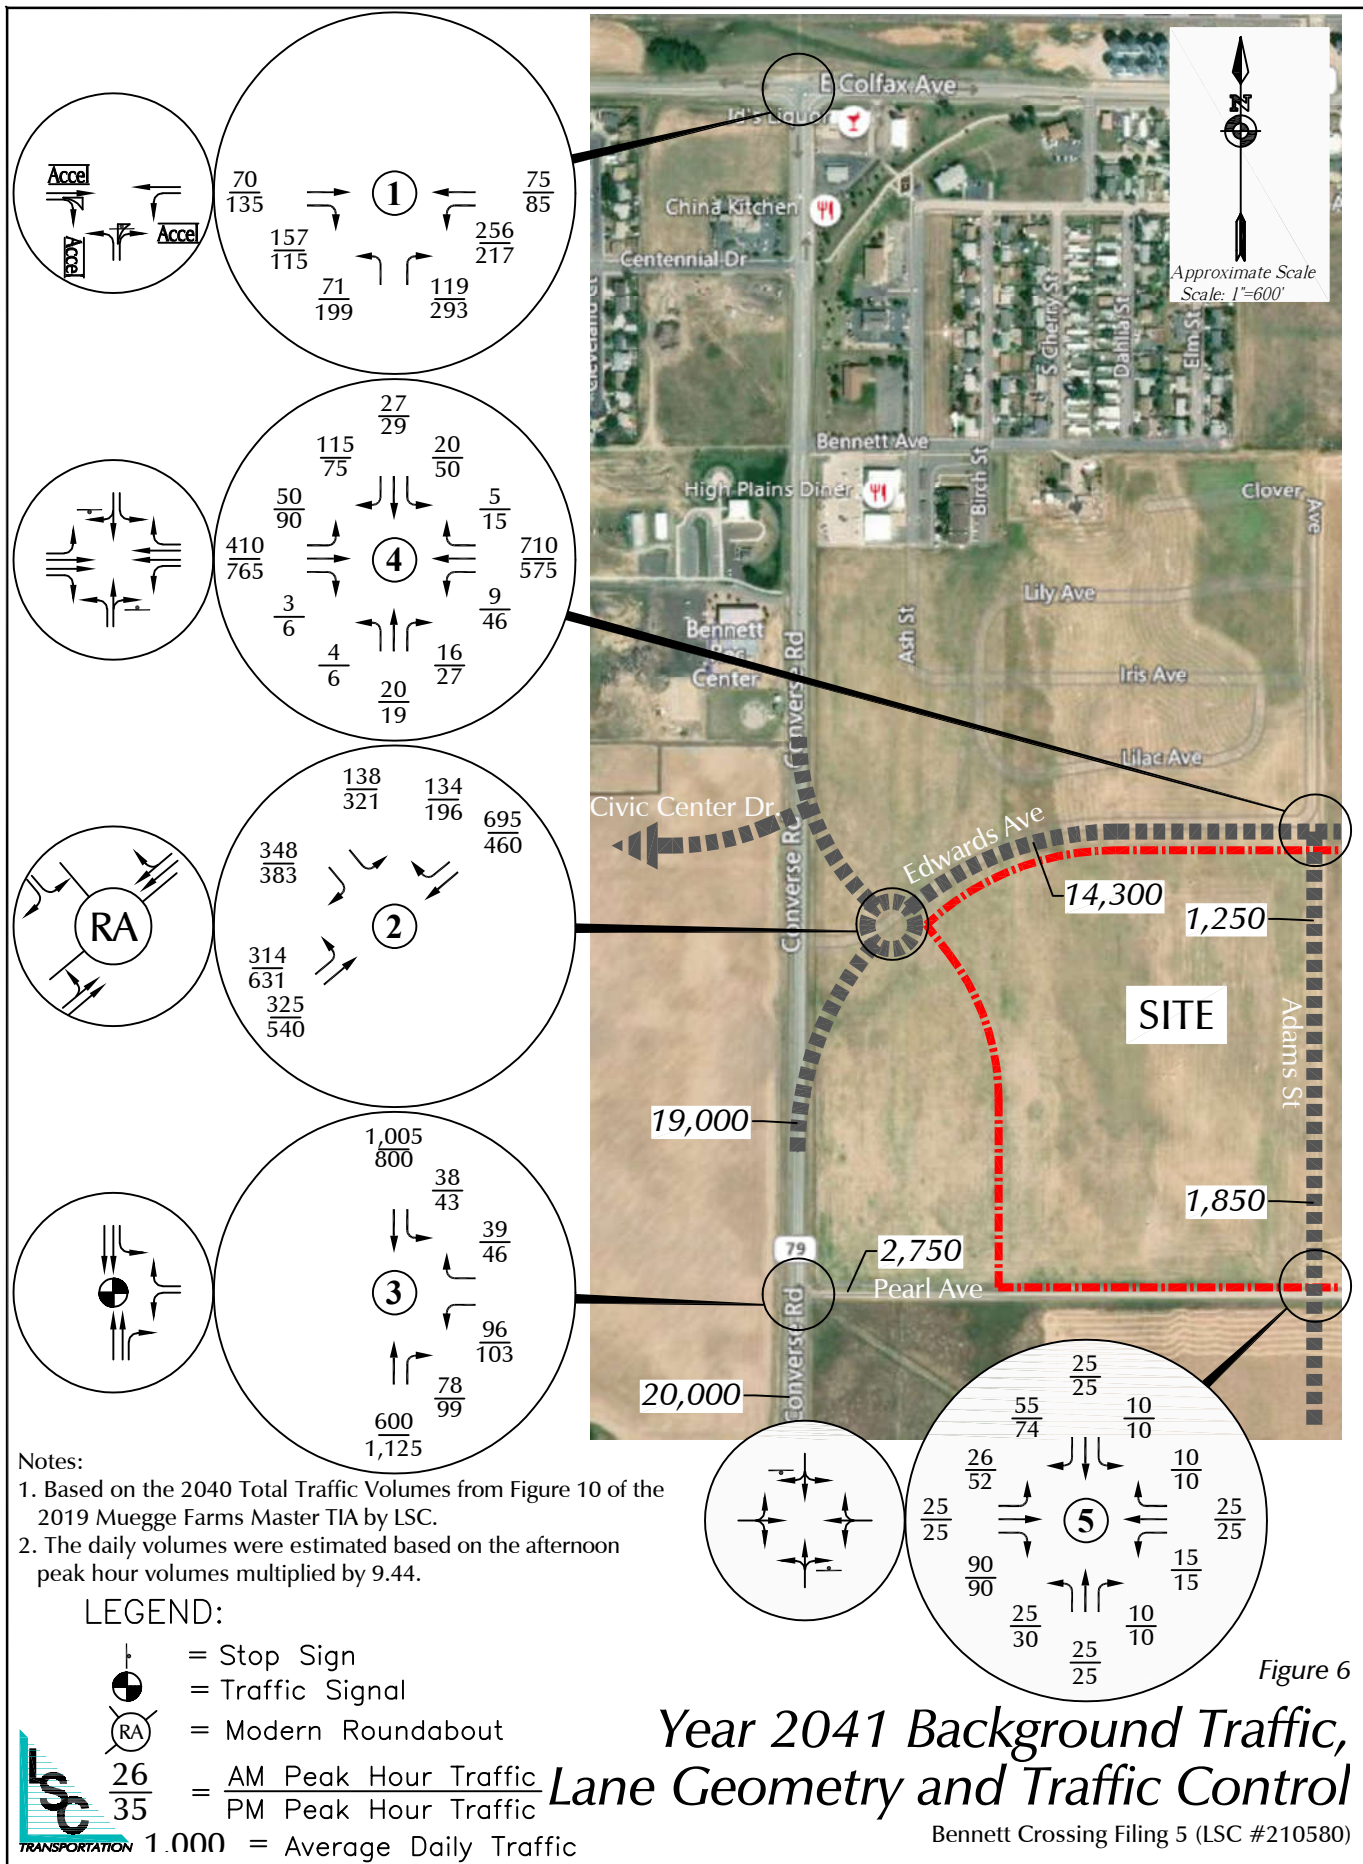 E Colfax Ave
Jd's Liquor
China Kitchen
Centennial Dr
Cleveland Ct
S Cherry St
Dahlia St
Elm St
Bennett Ave
High Plains Diner
Birch St
Clover
Ave
Lily Ave
Ash St
Iris Ave
Lilac Ave
Bennett
Rec
Center
Converse Rd
Civic Center Dr.
Edwards Ave
Converse Rd
14,300
1,250
SITE
Adams St
19,000
1,850
79
2,750
Pearl Ave
Converse Rd
20,000
N
Approximate Scale
Scale: 1"=600'
Accel
Accel
Accel
1
70
135
75
85
157
115
256
217
71
199
119
293
4
27
29
115
75
20
50
50
90
5
15
410
765
710
575
3
6
9
46
4
6
16
27
20
19
RA
2
138
321
134
196
695
460
348
383
314
631
325
540
3
1,005
800
38
43
39
46
96
103
78
99
600
1,125
5
25
25
55
74
10
10
26
52
10
10
25
25
25
25
90
90
15
15
25
30
10
10
25
25
Notes:
1. Based on the 2040 Total Traffic Volumes from Figure 10 of the
2019 Muegge Farms Master TIA by LSC.
2. The daily volumes were estimated based on the afternoon
peak hour volumes multiplied by 9.44.
LEGEND:
= Stop Sign
= Traffic Signal
RA = Modern Roundabout
26
35
= AM Peak Hour Traffic
PM Peak Hour Traffic
1,000 = Average Daily Traffic
LSC
TRANSPORTATION
Figure 6
Year 2041 Background Traffic,
Lane Geometry and Traffic Control
Bennett Crossing Filing 5 (LSC #210580)